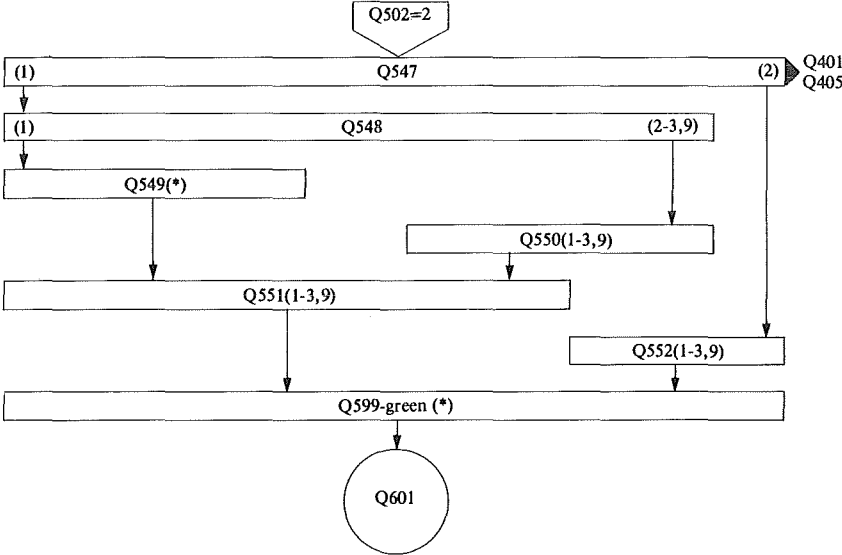 Q502=2
(1) Q547 (2)
Q401
Q405
(1) Q548 (2-3,9)
Q549(*)
Q550(1-3,9)
Q551(1-3,9)
Q552(1-3,9)
Q599-green (*)
Q601